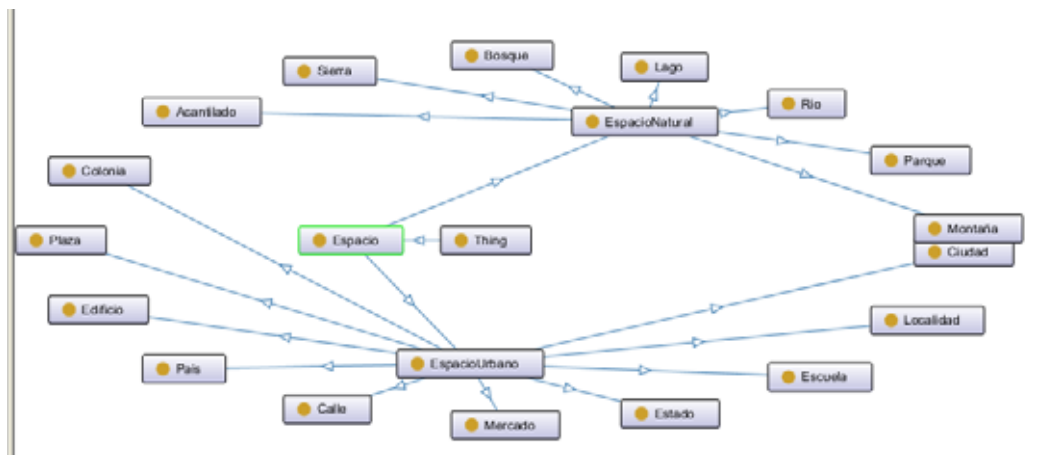 Bosque
Sierra
Lago
Rio
Acantilado
EspacioNatural
Parque
Colonia
Montaña
Plaza
Espacio
Thing
Ciudad
Edificio
Localidad
EspacioUrbano
Pais
Escuela
Calle
Estado
Mercado